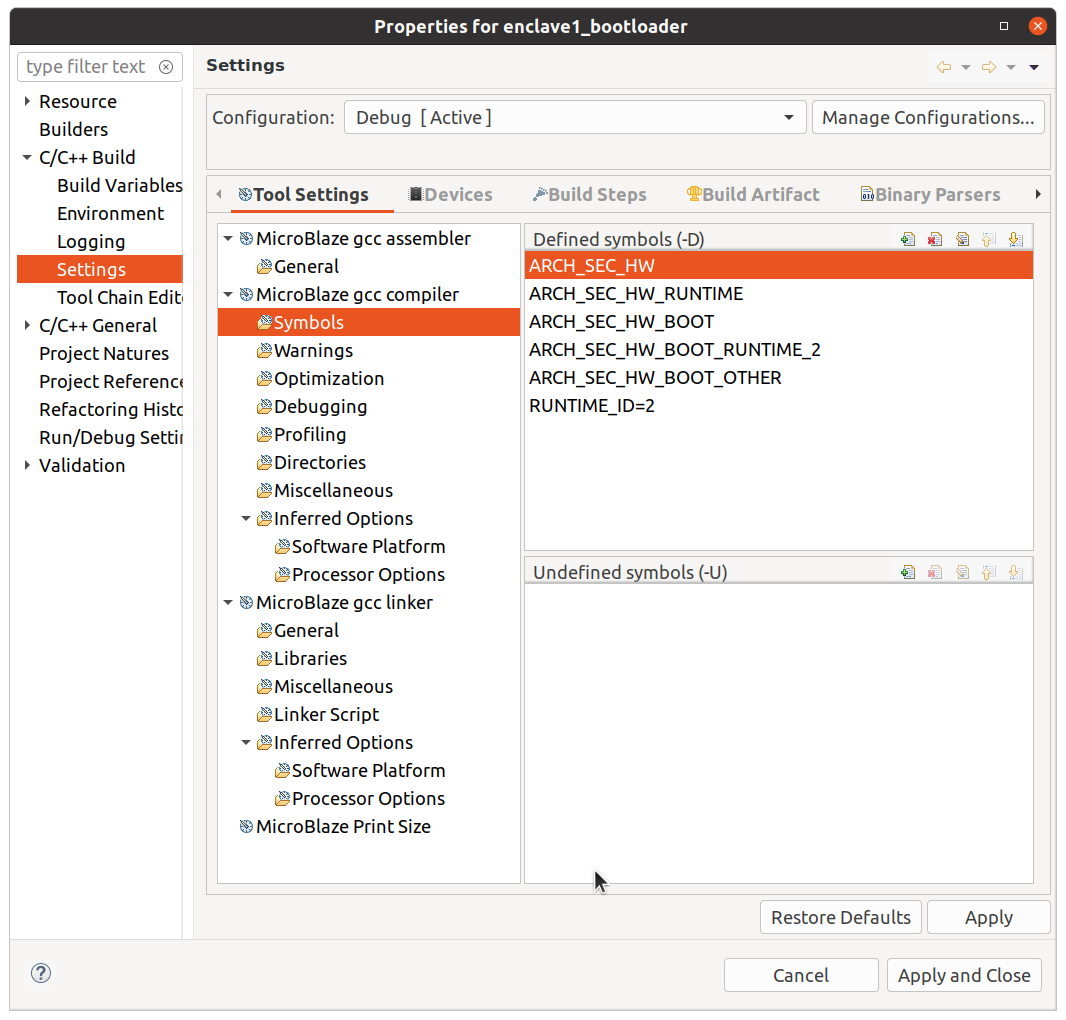 Properties for enclave1_bootloader
type filter text
Resource
Builders
C/C++ Build
Build Variables
Environment
Logging
Settings
Tool Chain Edit
C/C++ General
Project Natures
Project Reference
Refactoring Histo
Run/Debug Settin
Validation
Settings
Configuration: Debug [ Active ] Manage Configurations...
Tool Settings Devices Build Steps Build Artifact Binary Parsers
MicroBlaze gcc assembler
General
MicroBlaze gcc compiler
Symbols
Warnings
Optimization
Debugging
Profiling
Directories
Miscellaneous
Inferred Options
Software Platform
Processor Options
MicroBlaze gcc linker
General
Libraries
Miscellaneous
Linker Script
Inferred Options
Software Platform
Processor Options
MicroBlaze Print Size
Defined symbols (-D)
ARCH_SEC_HW
ARCH_SEC_HW_RUNTIME
ARCH_SEC_HW_BOOT
ARCH_SEC_HW_BOOT_RUNTIME_2
ARCH_SEC_HW_BOOT_OTHER
RUNTIME_ID=2
Undefined symbols (-U)
Restore Defaults Apply
? Cancel Apply and Close